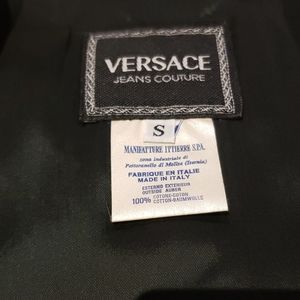 VERSACE
JEANS COUTURE
S
MANIFATTURE ITTIERRE S.P.A.
zona industriale di
Pettoranello di Molise (Isernia)
FABRIQUE EN ITALIE
MADE IN ITALY
ESTERNO EXTERIEUR
OUTSIDE AUBER
COTONE-COTON
100% COTTON-BAUMWOLLE